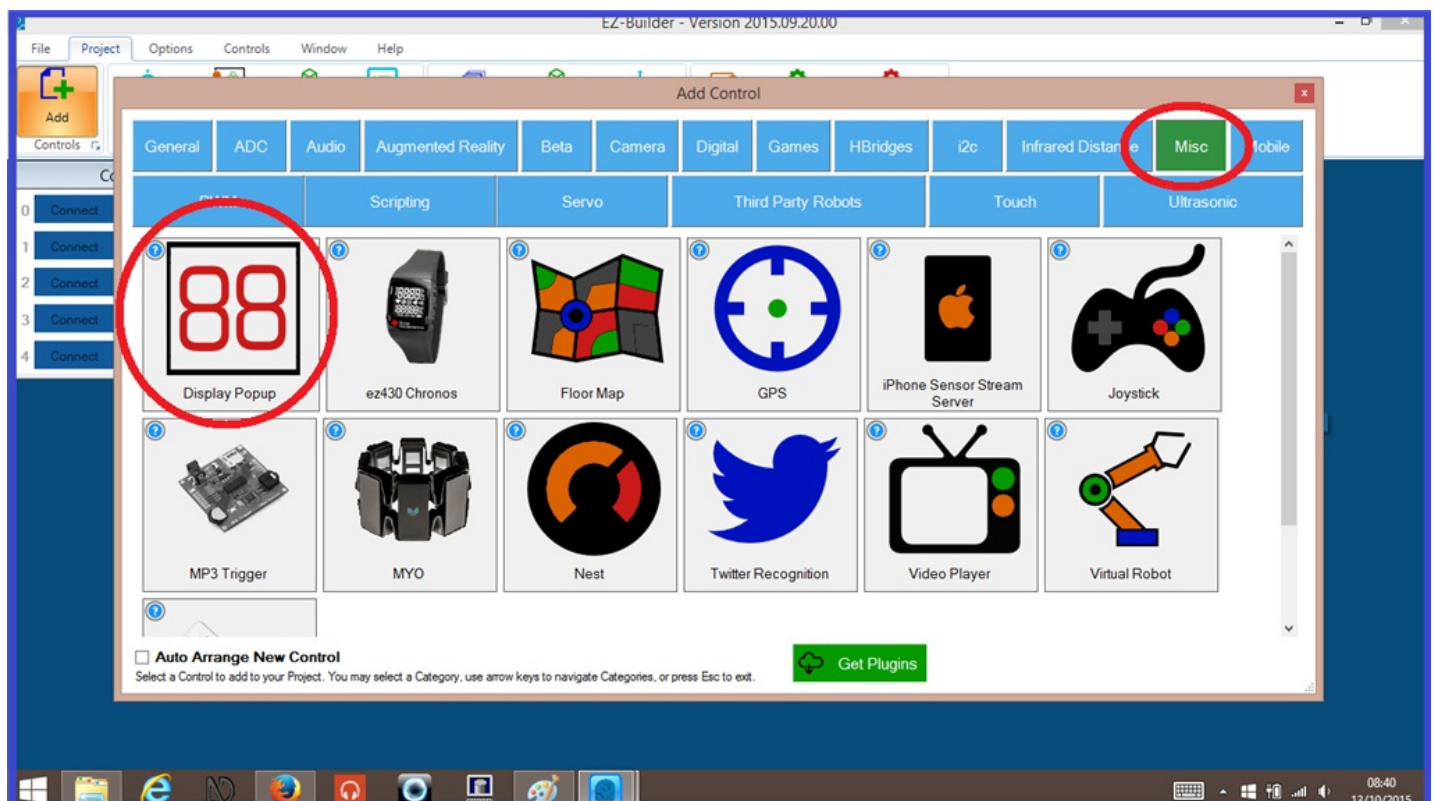 EZ-Builder - Version 2015.09.20.00
File Project Options Controls Window Help
Add
Controls
Add Control
General ADC Audio Augmented Reality Beta Camera Digital Games HBridges i2c Infrared Distance Misc Mobile
Scripting Servo Third Party Robots Touch Ultrasonic
0 Connect
1 Connect
2 Connect
3 Connect
4 Connect
88
Display Popup
ez430 Chronos
Floor Map
GPS
iPhone Sensor Stream
Server
Joystick
MP3 Trigger
MYO
Nest
Twitter Recognition
Video Player
Virtual Robot
Auto Arrange New Control
Select a Control to add to your Project. You may select a Category, use arrow keys to navigate Categories, or press Esc to exit.
Get Plugins
08:40
13/10/2015